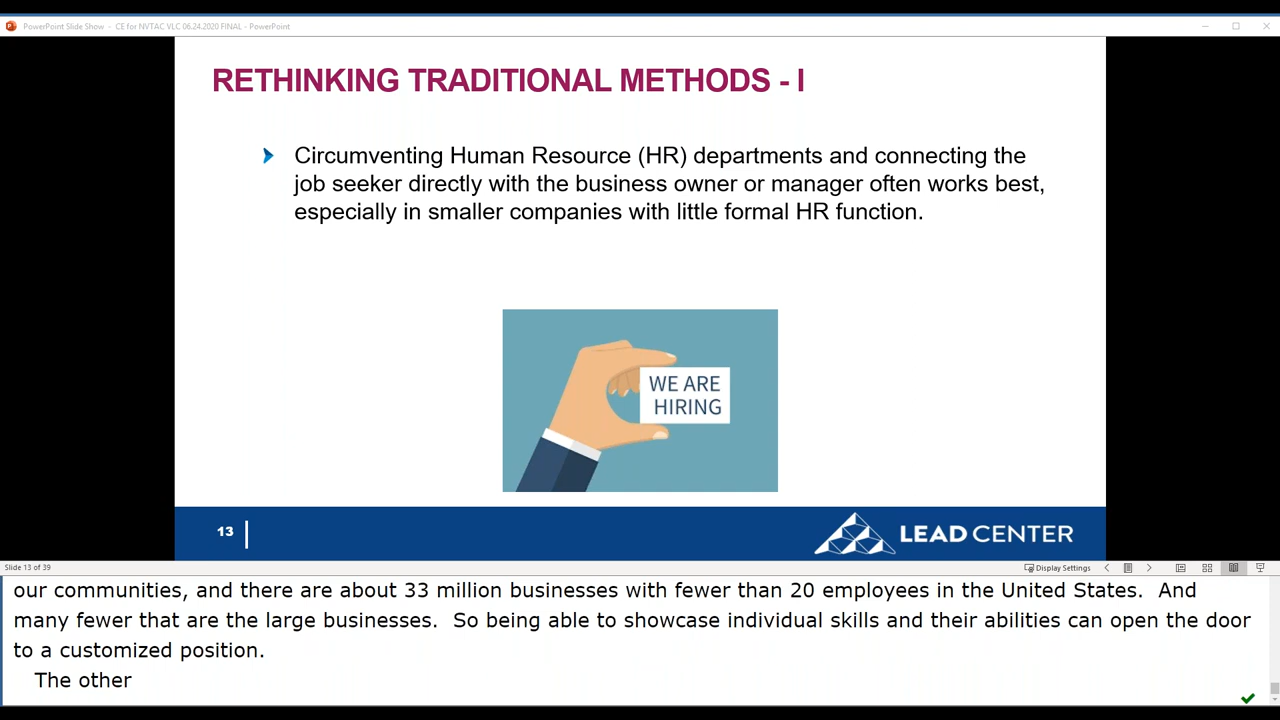 PowerPoint Slide Show - CE for NVTAC VLC 06.24.2020 FINAL - PowerPoint
RETHINKING TRADITIONAL METHODS - I
Circumventing Human Resource (HR) departments and connecting the
job seeker directly with the business owner or manager often works best,
especially in smaller companies with little formal HR function.
WE ARE
HIRING
13
LEAD CENTER
Slide 13 of 39
Display Settings
our communities, and there are about 33 million businesses with fewer than 20 employees in the United States. And
many fewer that are the large businesses. So being able to showcase individual skills and their abilities can open the door
to a customized position.
The other